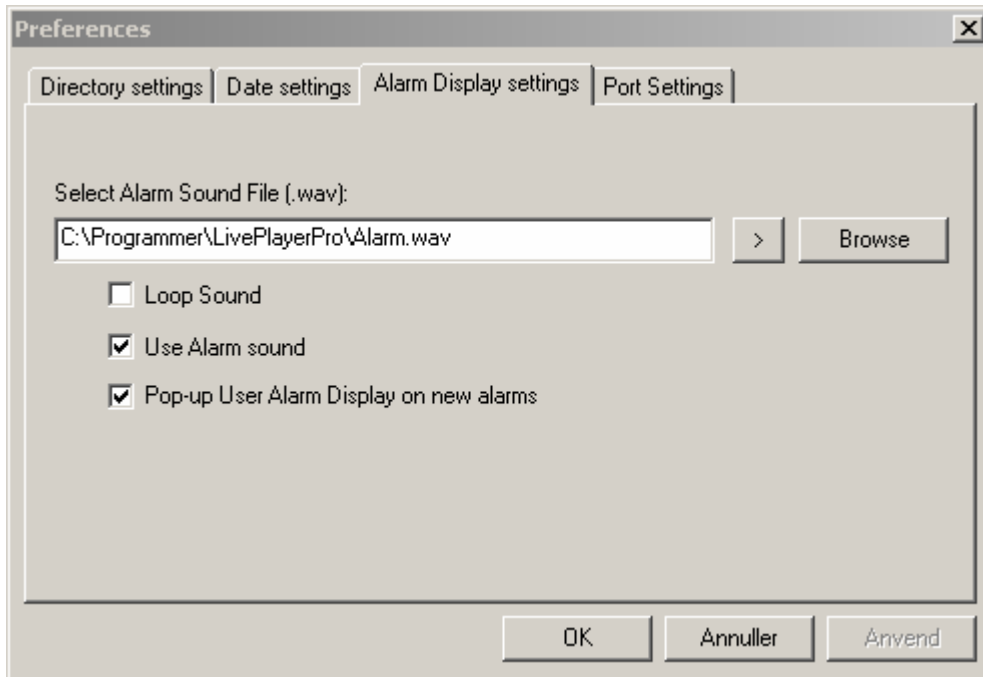 Preferences
Directory settings Date settings Alarm Display settings Port Settings
Select Alarm Sound File (.wav):
C:\Programmer\LivePlayerPro\Alarm.wav > Browse
Loop Sound
Use Alarm sound
Pop-up User Alarm Display on new alarms
OK Annuller Anvend